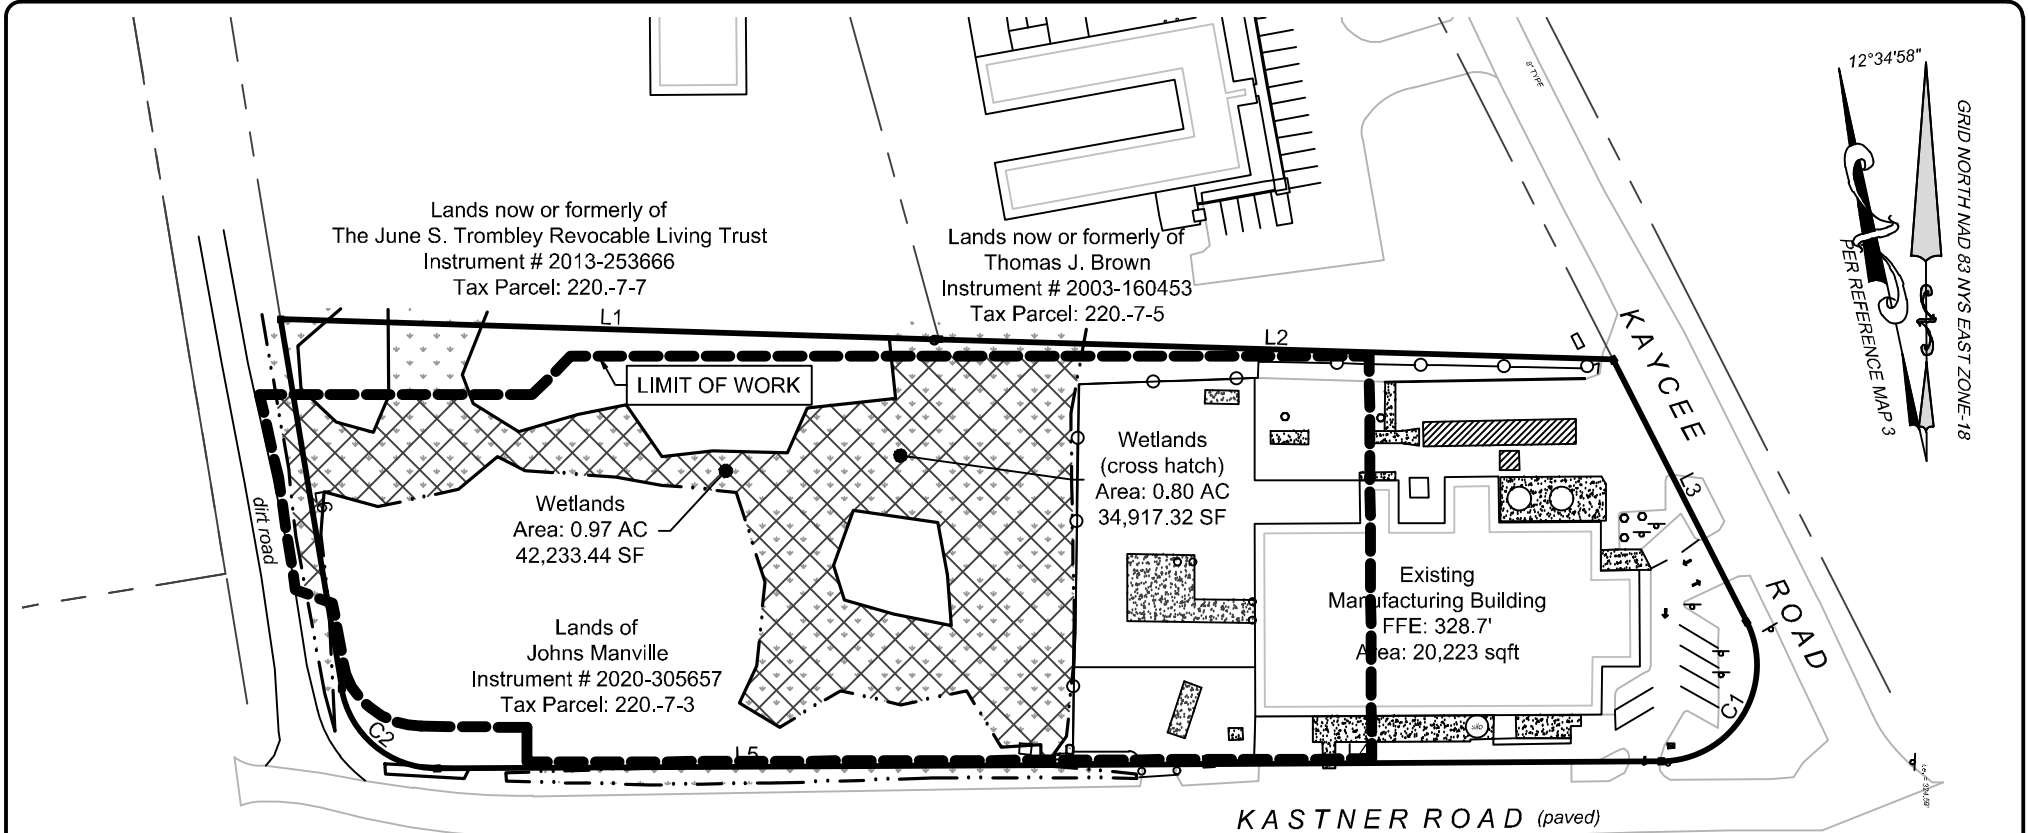 12°34'58"
GRID NORTH NAD 83 NYS EAST ZONE-18
PER REFERENCE MAP 3
8" TYPE
Lands now or formerly of
The June S. Trombley Revocable Living Trust
Instrument # 2013-253666
Tax Parcel: 220.-7-7
Lands now or formerly of
Thomas J. Brown
Instrument # 2003-160453
Tax Parcel: 220.-7-5
L1
L2
KAYCEE
ROAD
LIMIT OF WORK
Wetlands
(cross hatch)
Area: 0.80 AC
34,917.32 SF
L3
Wetlands
Area: 0.97 AC
42,233.44 SF
dirt road
Existing
Manufacturing Building
FFE: 328.7'
Area: 20,223 sqft
Lands of
Johns Manville
Instrument # 2020-305657
Tax Parcel: 220.-7-3
C1
C2
silo
L5
KASTNER ROAD (paved)